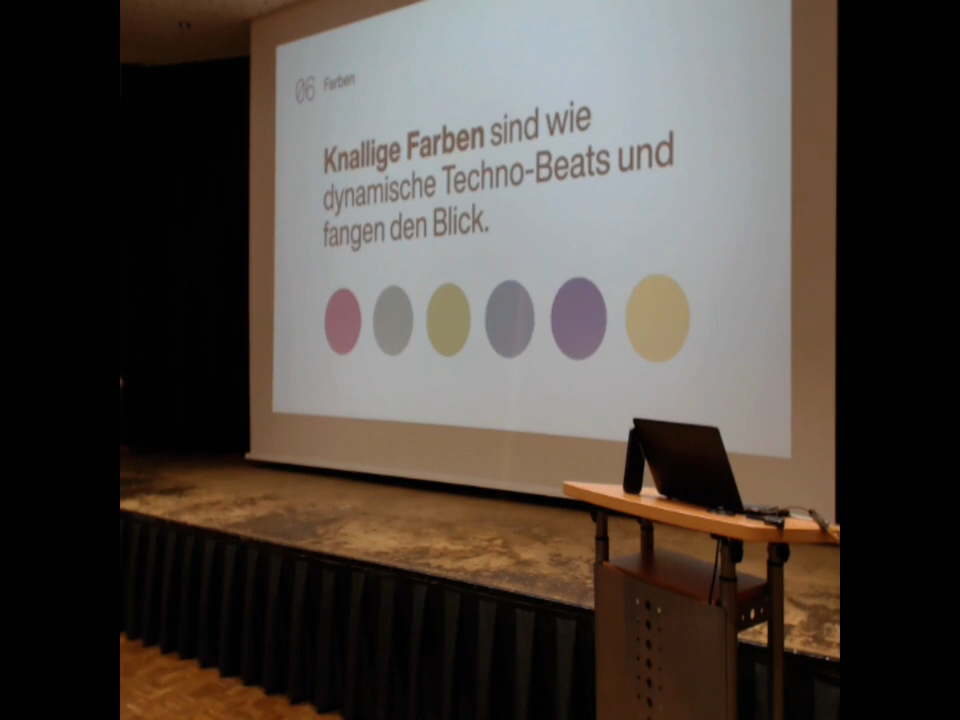 06 Farben
Knallige Farben sind wie
dynamische Techno-Beats und
fangen den Blick.